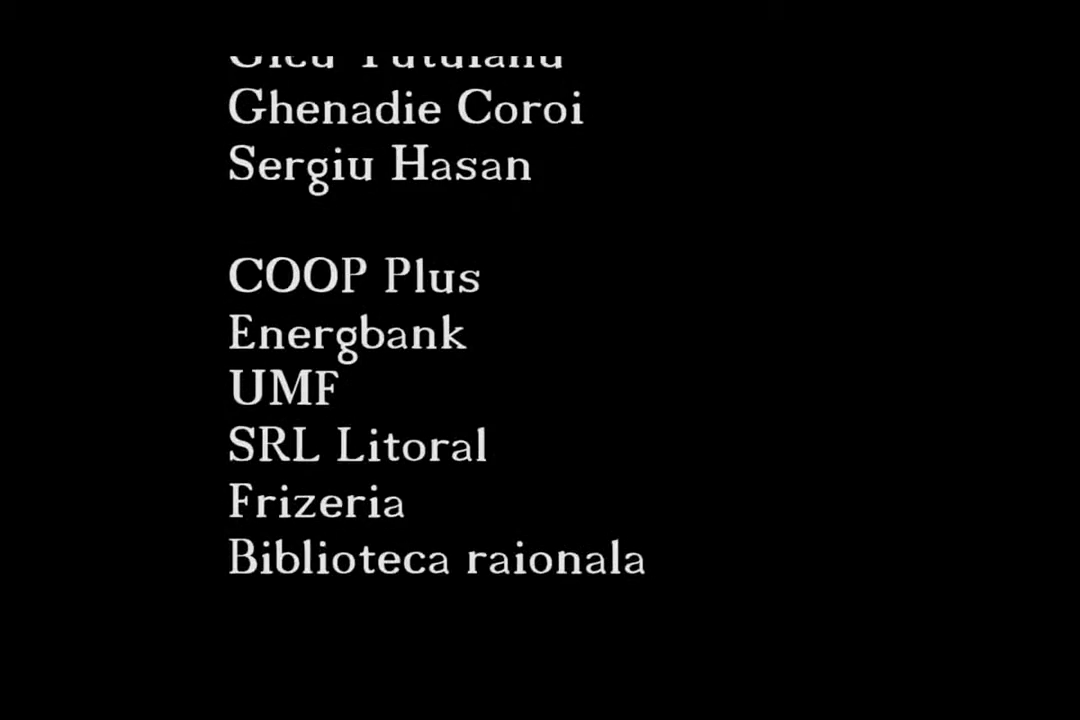 Ghenadie Coroi
Sergiu Hasan
COOP Plus
Energbank
UMF
SRL Litoral
Frizeria
Biblioteca raionala